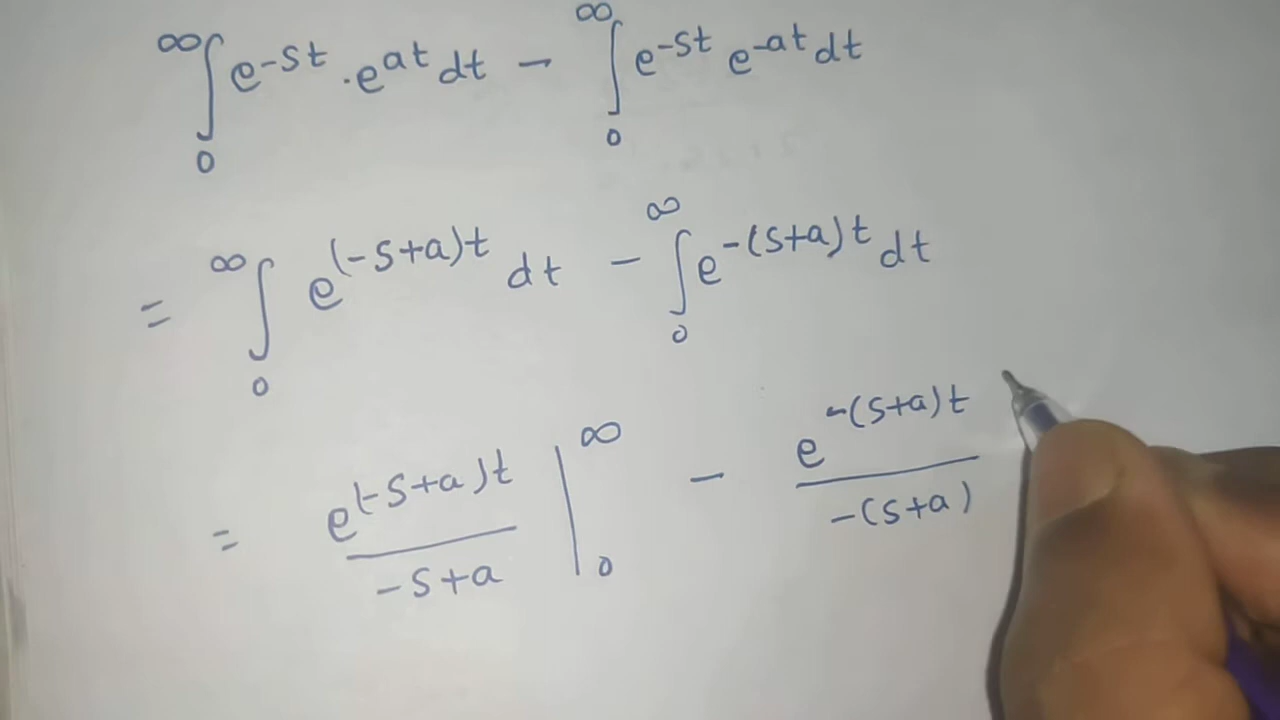 ∞∫0 e^-st .e^at dt - ∞∫0 e^-st e^-at dt
= ∞∫0 e^(-s+a)t dt - ∞∫0 e^-(s+a)t dt
= e^(-s+a)t / -s+a |∞0 - e^-(s+a)t / -(s+a)